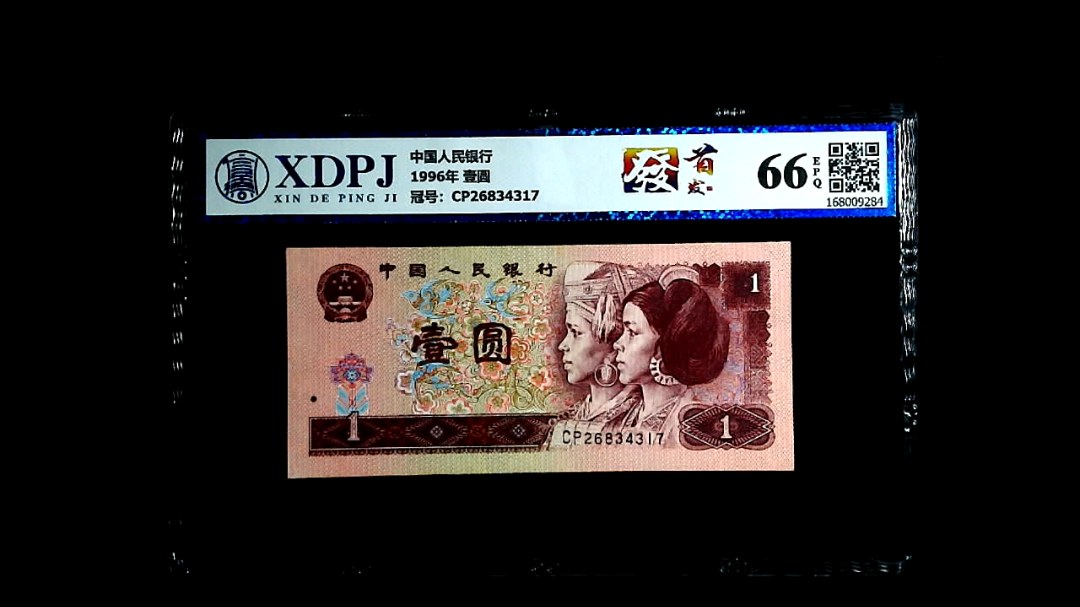 XDPJ
XIN DE PING JI
中国人民银行
1996年 壹圆
冠号：CP26834317
發
首发
66
EPQ
168009284
中国人民银行
1
壹圆
1
CP26834317
1